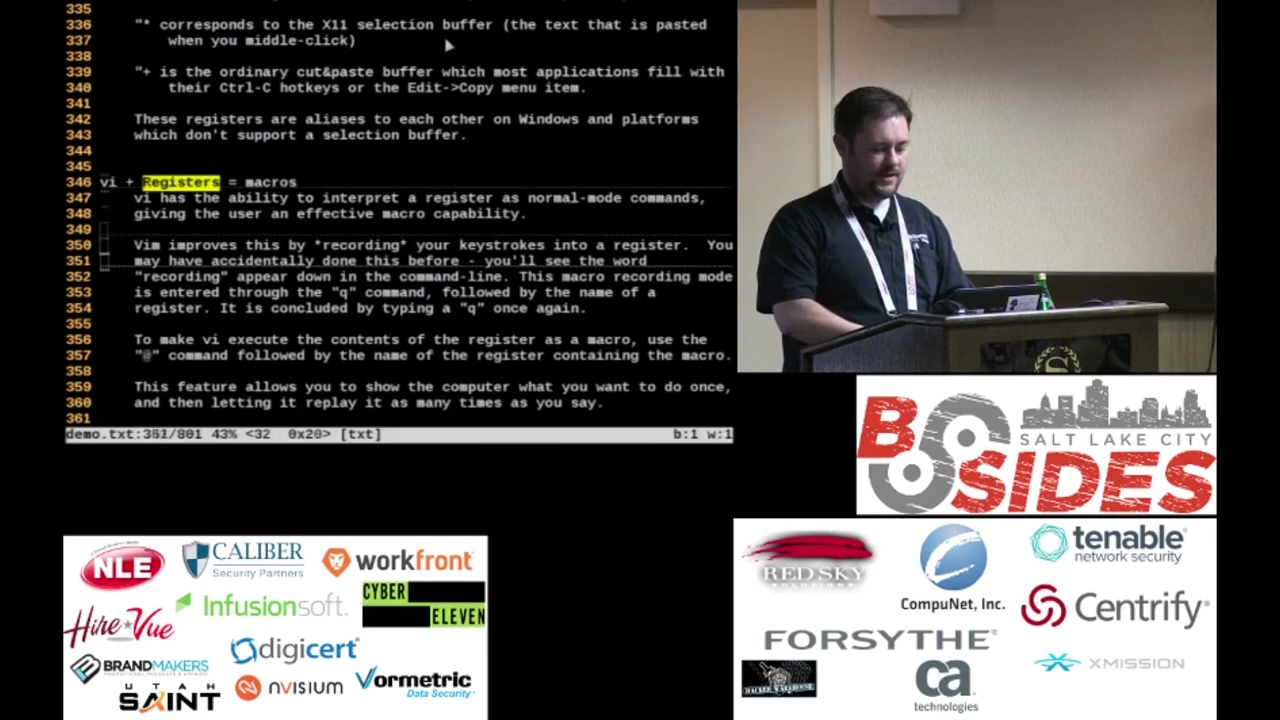 335
336 "* corresponds to the X11 selection buffer (the text that is pasted
337 when you middle-click)
338
339 "+ is the ordinary cut&paste buffer which most applications fill with
340 their Ctrl-C hotkeys or the Edit->Copy menu item.
341
342 These registers are aliases to each other on Windows and platforms
343 which don't support a selection buffer.
344
345
346 vi + Registers = macros
347 vi has the ability to interpret a register as normal-mode commands,
348 giving the user an effective macro capability.
349
350 Vim improves this by *recording* your keystrokes into a register. You
351 may have accidentally done this before - you'll see the word
352 "recording" appear down in the command-line. This macro recording mode
353 is entered through the "q" command, followed by the name of a
354 register. It is concluded by typing a "q" once again.
355
356 To make vi execute the contents of the register as a macro, use the
357 "@" command followed by the name of the register containing the macro.
358
359 This feature allows you to show the computer what you want to do once,
360 and then letting it replay it as many times as you say.
361
demo.txt:351/801 43% <32 0x20> [txt] b:1 w:1
S
BSIDES
SALT LAKE CITY
NLE
CALIBER
Security Partners
workfront
Hire Vue
Infusionsoft.
CYBER
ELEVEN
digicert
BRANDMAKERS
UTAH
SAINT
nVISIUM
Vormetric
Data Security
RED SKY
SOLUTIONS
CompuNet, Inc.
tenable
network security
Centrify
FORSYTHE
HACKER WAREHOUSE
ca
technologies
XMISSION